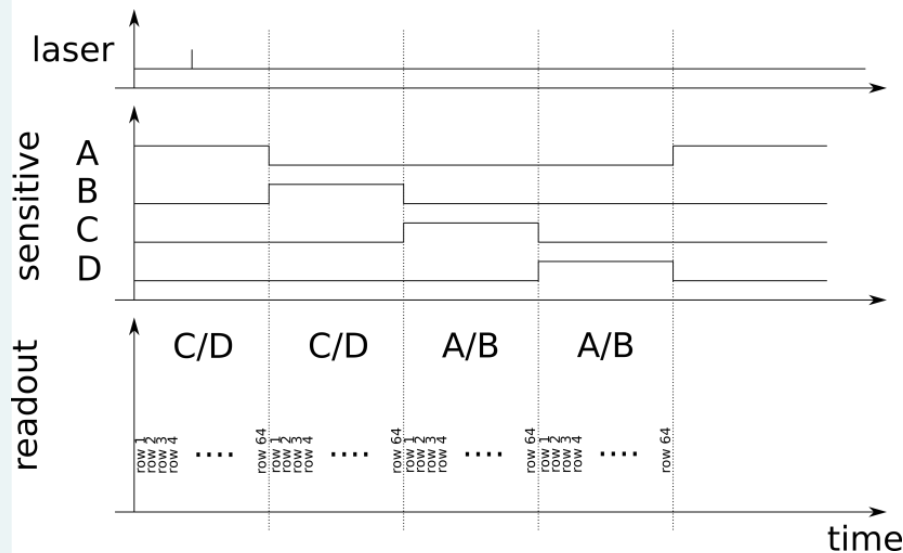 laser
sensitive
A
B
C
D
readout
C/D C/D A/B A/B
row 1 row 2 row 3 row 4 .... row 64 row 1 row 2 row 3 row 4 .... row 64 row 1 row 2 row 3 row 4 .... row 64 row 1 row 2 row 3 row 4 .... row 64
time